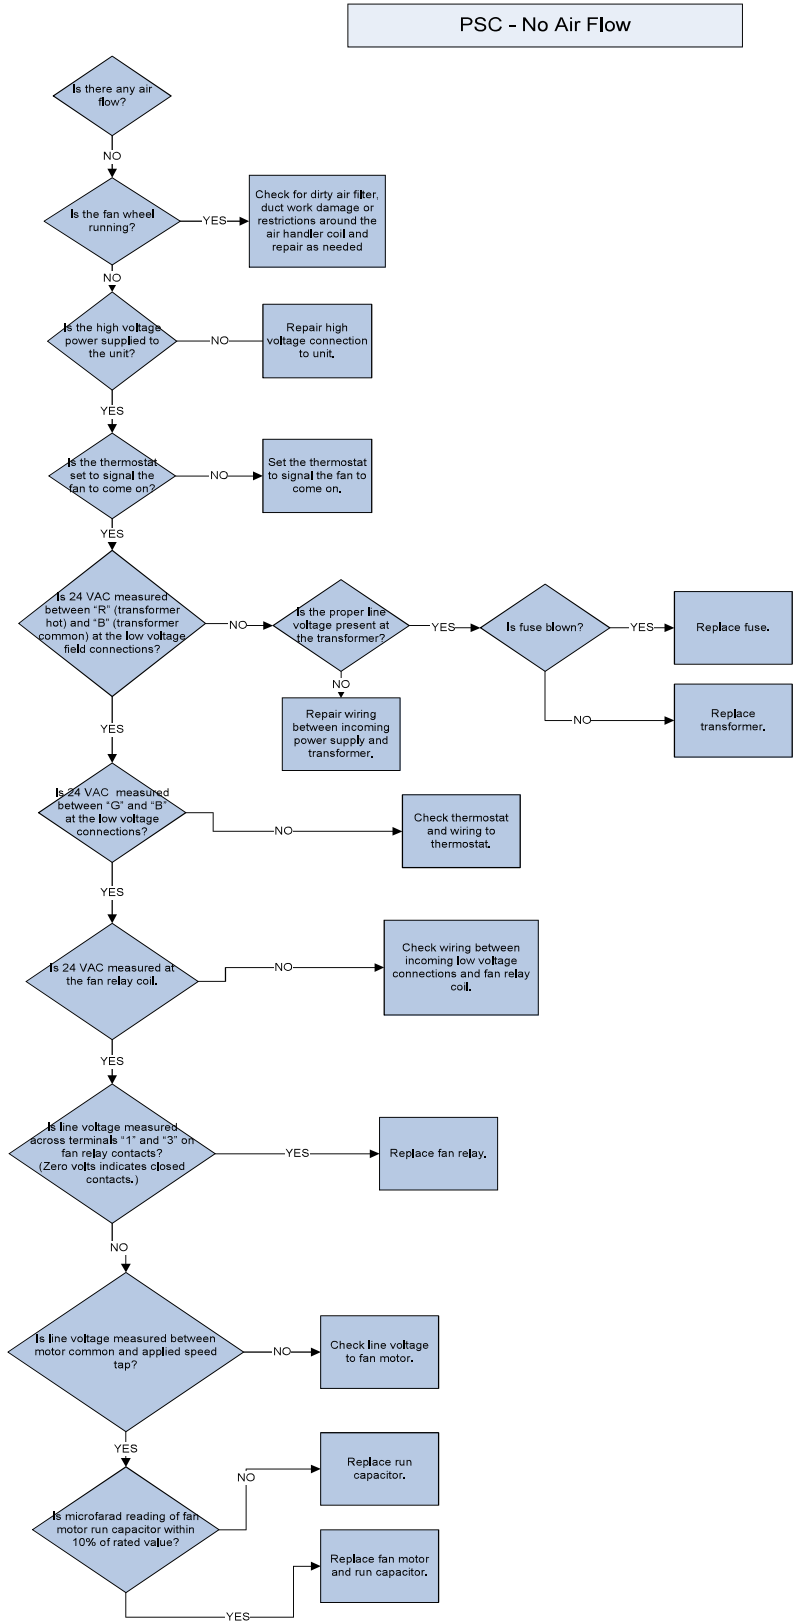 PSC - No Air Flow
Is there any air
flow?
NO
Is the fan wheel
running?
YES
Check for dirty air filter,
duct work damage or
restrictions around the
air handler coil and
repair as needed
NO
Is the high voltage
power supplied to
the unit?
NO
Repair high
voltage connection
to unit.
YES
Is the thermostat
set to signal the
fan to come on?
NO
Set the thermostat
to signal the fan to
come on.
YES
Is 24 VAC measured
between “R” (transformer
hot) and “B” (transformer
common) at the low voltage
field connections?
NO
Is the proper line
voltage present at
the transformer?
YES
Is fuse blown?
YES
Replace fuse.
NO
Repair wiring
between incoming
power supply and
transformer.
NO
Replace
transformer.
YES
Is 24 VAC measured
between “G” and “B”
at the low voltage
connections?
NO
Check thermostat
and wiring to
thermostat.
YES
Is 24 VAC measured at
the fan relay coil.
NO
Check wiring between
incoming low voltage
connections and fan relay
coil.
YES
Is line voltage measured
across terminals “1” and “3” on
fan relay contacts?
(Zero volts indicates closed
contacts.)
YES
Replace fan relay.
NO
Is line voltage measured between
motor common and applied speed
tap?
NO
Check line voltage
to fan motor.
YES
Is microfarad reading of fan
motor run capacitor within
10% of rated value?
NO
Replace run
capacitor.
YES
Replace fan motor
and run capacitor.